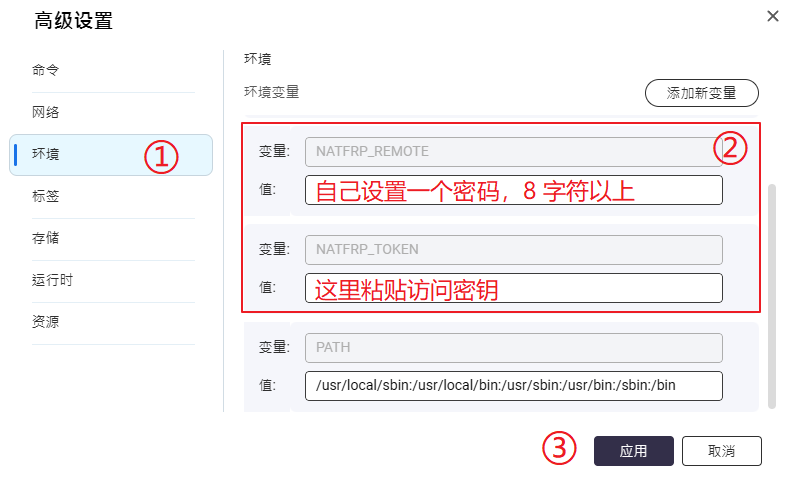 高级设置
命令
网络
环境
①
标签
存储
运行时
资源
环境
环境变量
添加新变量
②
变量:
NATFRP_REMOTE
值:
自己设置一个密码，8 字符以上
变量:
NATFRP_TOKEN
值:
这里粘贴访问密钥
变量:
PATH
值:
/usr/local/sbin:/usr/local/bin:/usr/sbin:/usr/bin:/sbin:/bin
③
应用
取消